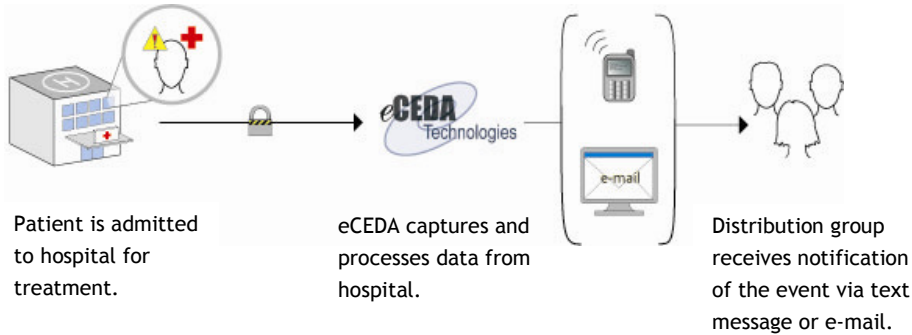 H
eCEDA
Technologies
e-mail
Patient is admitted
to hospital for
treatment.
eCEDA captures and
processes data from
hospital.
Distribution group
receives notification
of the event via text
message or e-mail.